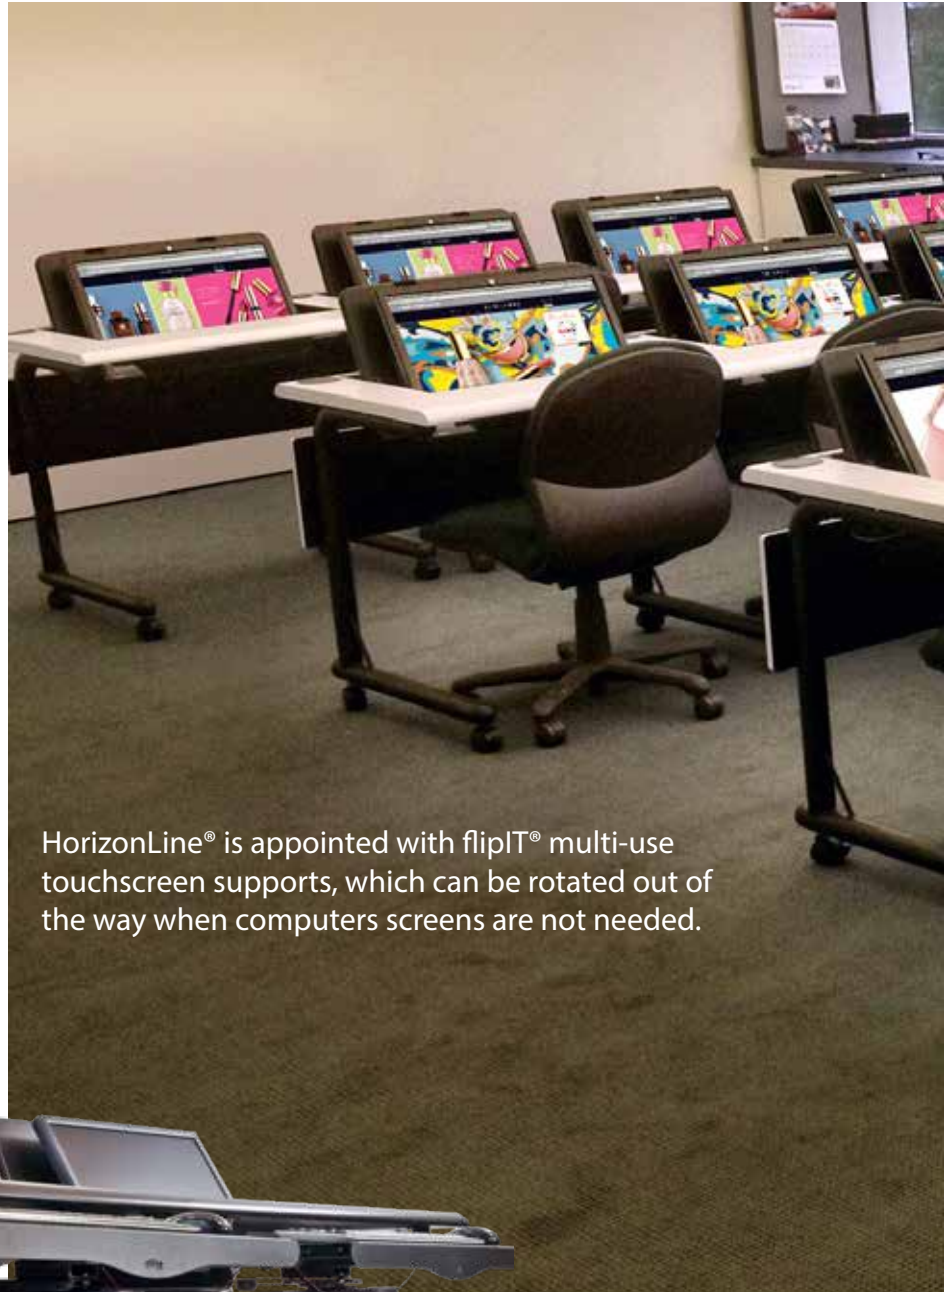 HorizonLine® is appointed with flipIT® multi-use
touchscreen supports, which can be rotated out of
the way when computers screens are not needed.